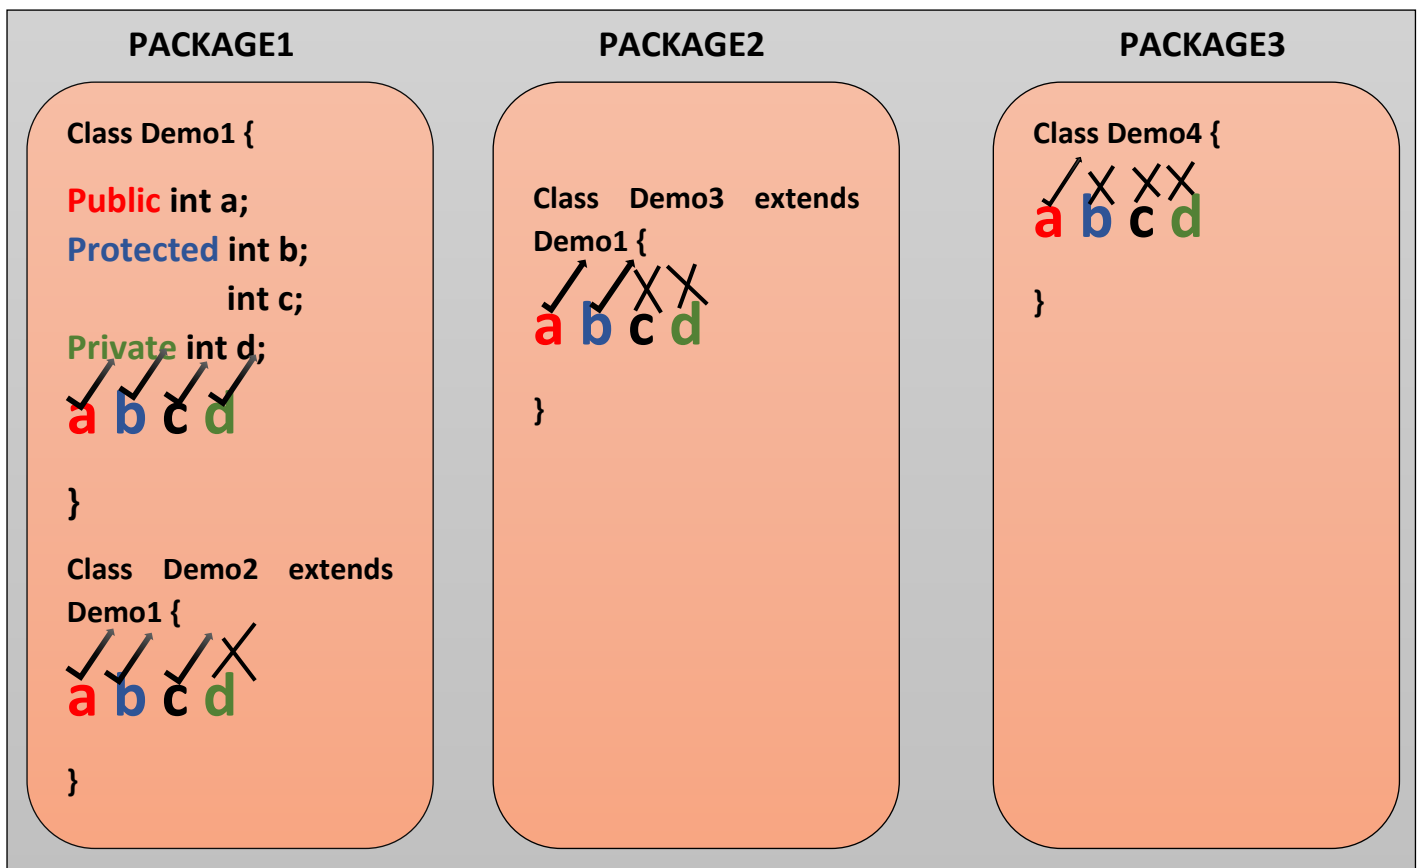 PACKAGE1
Class Demo1 {
Public int a;
Protected int b;
int c;
Private int d;
a b c d
}
Class Demo2 extends
Demo1 {
a b c d
}
PACKAGE2
Class Demo3 extends
Demo1 {
a b c d
}
PACKAGE3
Class Demo4 {
a b c d
}